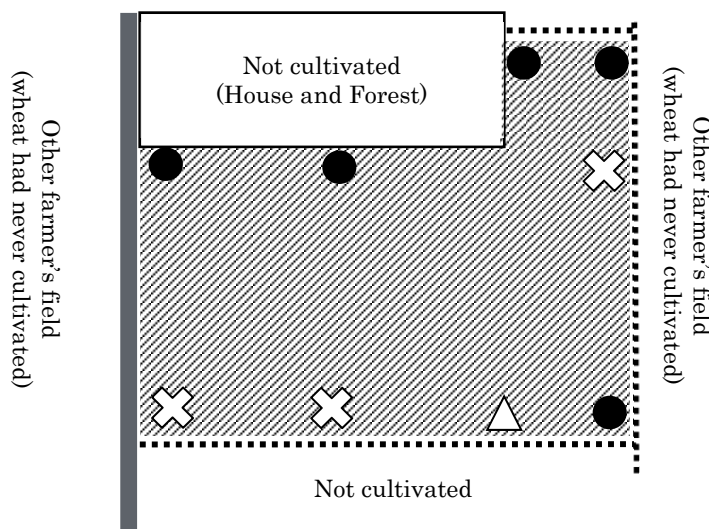 Not cultivated
(House and Forest)
Other farmer's field
(wheat had never cultivated)
Other farmer's field
(wheat had never cultivated)
Not cultivated